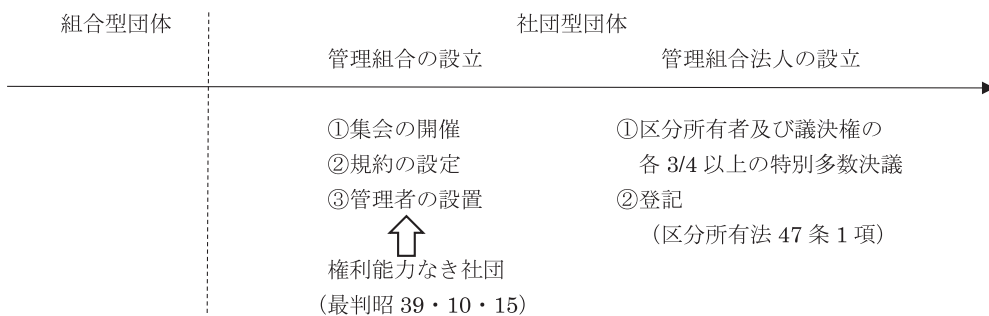 組合型団体
社団型団体
管理組合の設立
管理組合法人の設立
①集会の開催
②規約の設定
③管理者の設置
権利能力なき社団
(最判昭 39・10・15)
①区分所有者及び議決権の
各 3/4 以上の特別多数決議
②登記
(区分所有法 47 条 1 項)